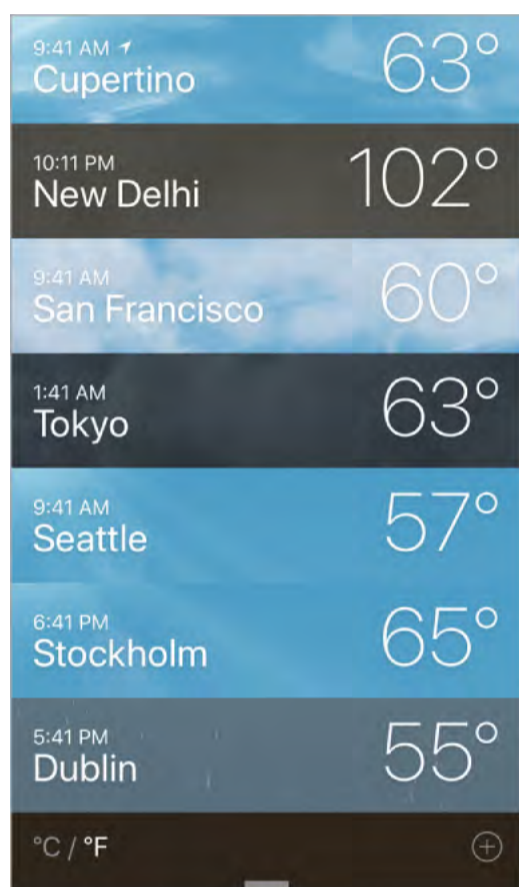 9:41 AM
Cupertino 63°
10:11 PM
New Delhi 102°
9:41 AM
San Francisco 60°
1:41 AM
Tokyo 63°
9:41 AM
Seattle 57°
6:41 PM
Stockholm 65°
5:41 PM
Dublin 55°
°C / °F